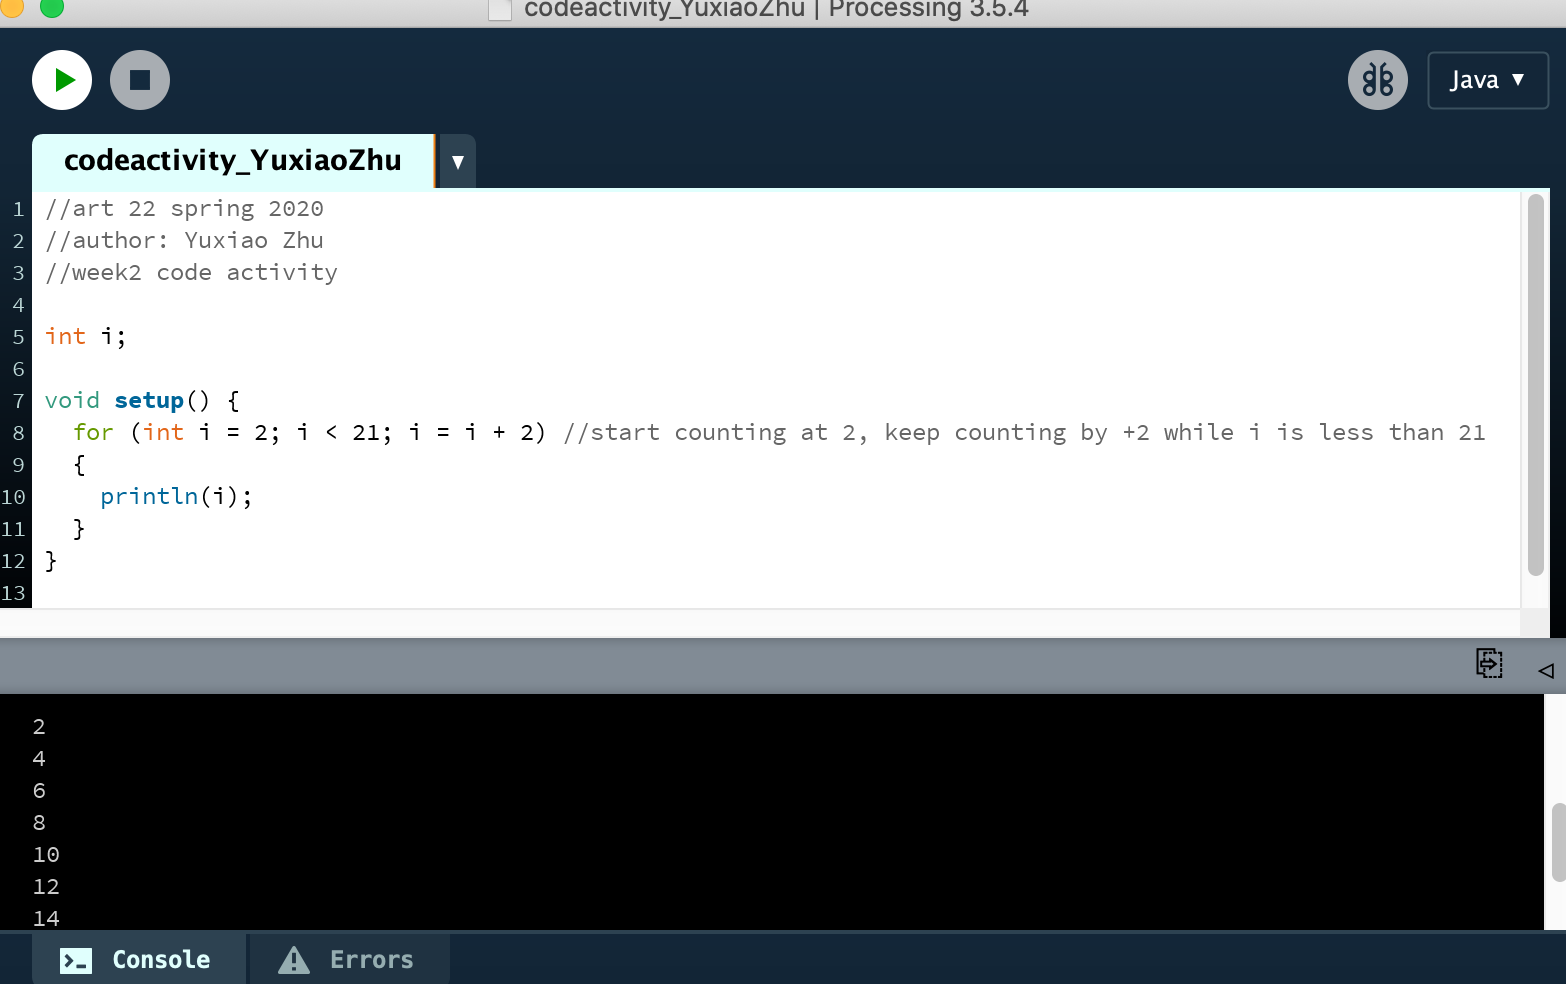 codeactivity_YuxiaoZhu | Processing 3.5.4
Java ▼
codeactivity_YuxiaoZhu ▼
1 //art 22 spring 2020
2 //author: Yuxiao Zhu
3 //week2 code activity
4
5 int i;
6
7 void setup() {
8   for (int i = 2; i < 21; i = i + 2) //start counting at 2, keep counting by +2 while i is less than 21
9   {
10     println(i);
11   }
12 }
13
2
4
6
8
10
12
14
>_ Console Errors